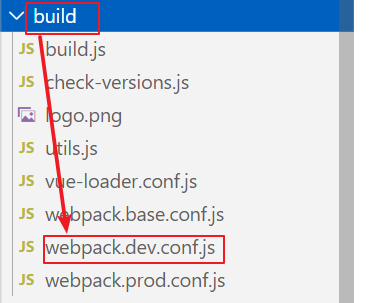 build
JS build.js
JS check-versions.js
logo.png
JS utils.js
JS vue-loader.conf.js
JS webpack.base.conf.js
JS webpack.dev.conf.js
JS webpack.prod.conf.js